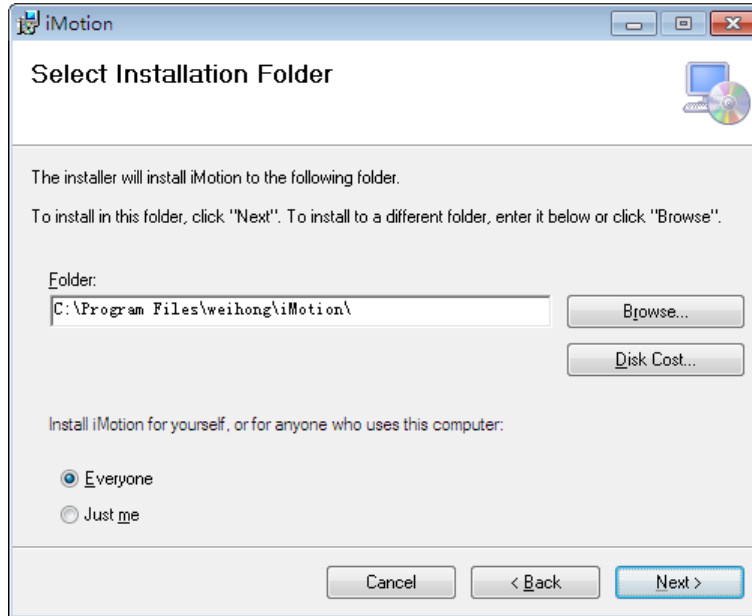 iMotion
Select Installation Folder
The installer will install iMotion to the following folder.
To install in this folder, click "Next". To install to a different folder, enter it below or click "Browse".
Folder:
C:\Program Files\weihong\iMotion\
Browse...
Disk Cost...
Install iMotion for yourself, or for anyone who uses this computer:
Everyone
Just me
Cancel
< Back
Next >